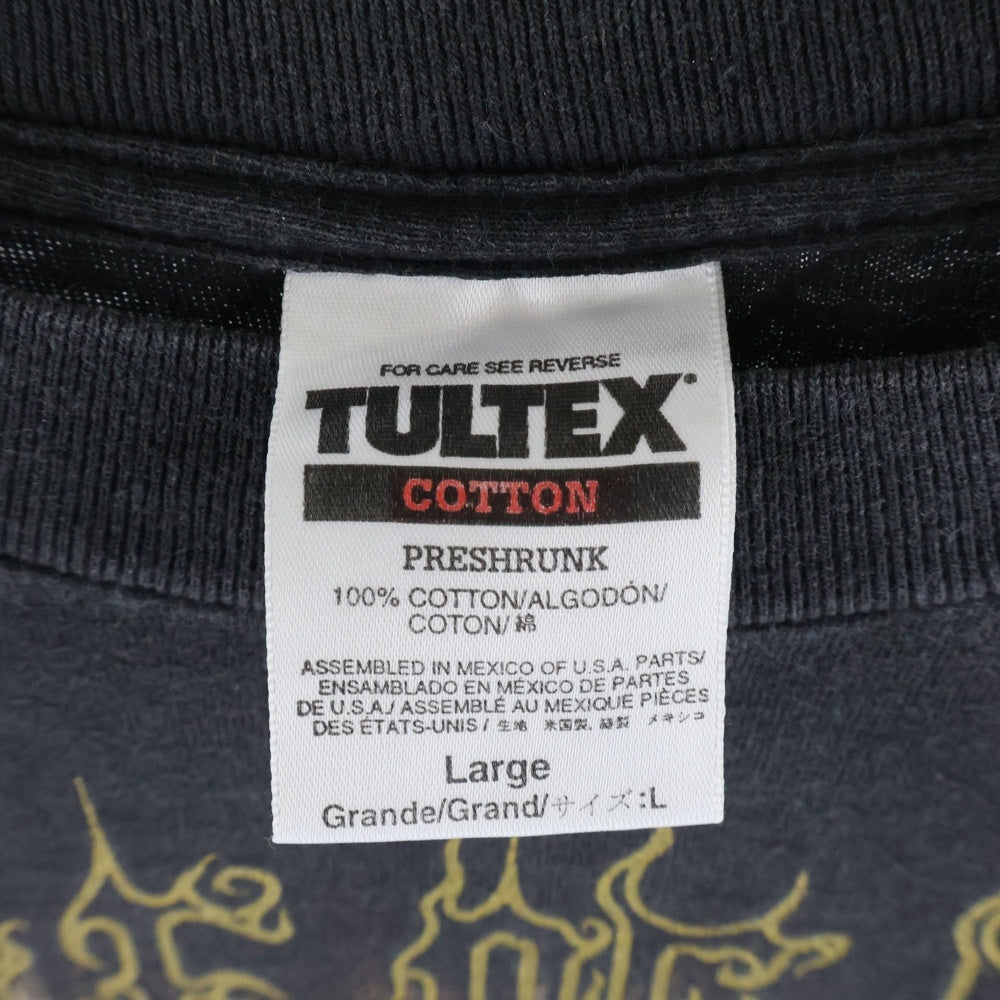 FOR CARE SEE REVERSE
TULTEX
COTTON
PRESHRUNK
100% COTTON/ALGODÓN/
COTON/綿
ASSEMBLED IN MEXICO OF U.S.A. PARTS/
ENSAMBLADO EN MÉXICO DE PARTES
DE U.S.A./ ASSEMBLÉ AU MEXIQUE PIÈCES
DES ÉTATS-UNIS / 生地 米国製, 縫製 メキシコ
Large
Grande/Grand/サイズ:L